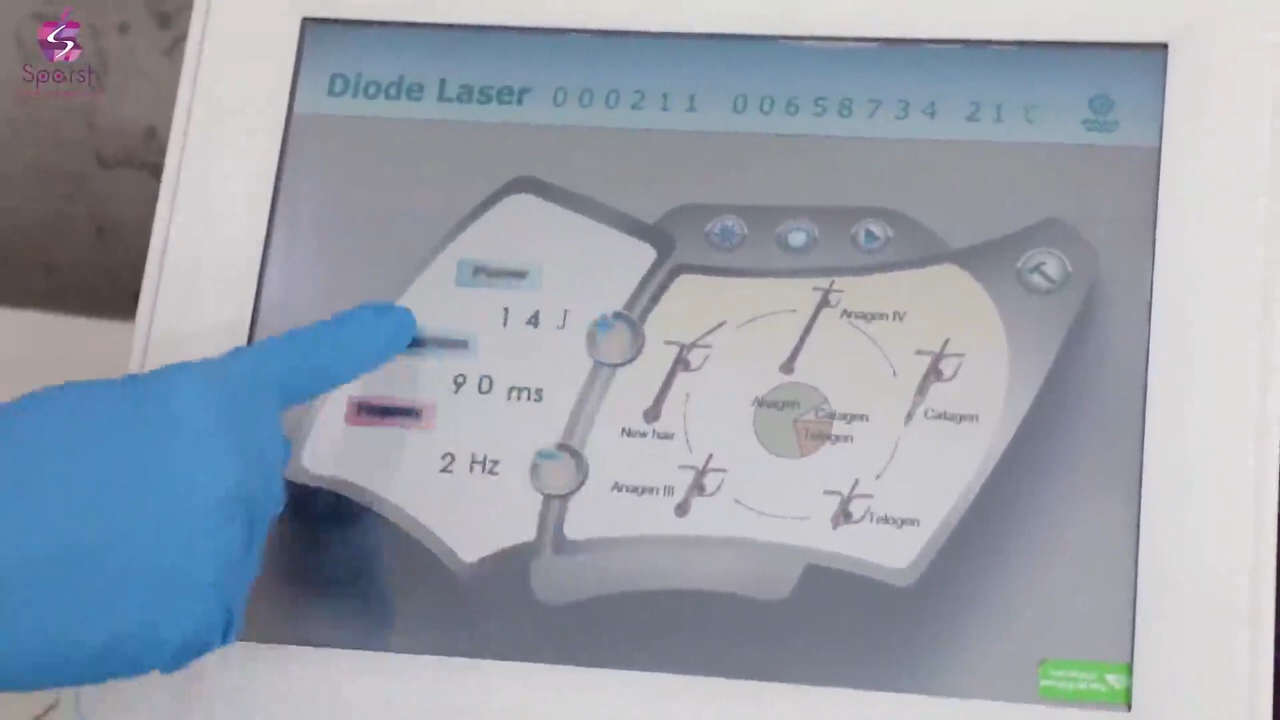 Sparsh
Diode Laser 000211 00658734 21 ℃
14 J
90 ms
2 Hz
Anagen IV
Catagen
Telogen
Anagen III
New hair
Anagen
Catagen
Telogen